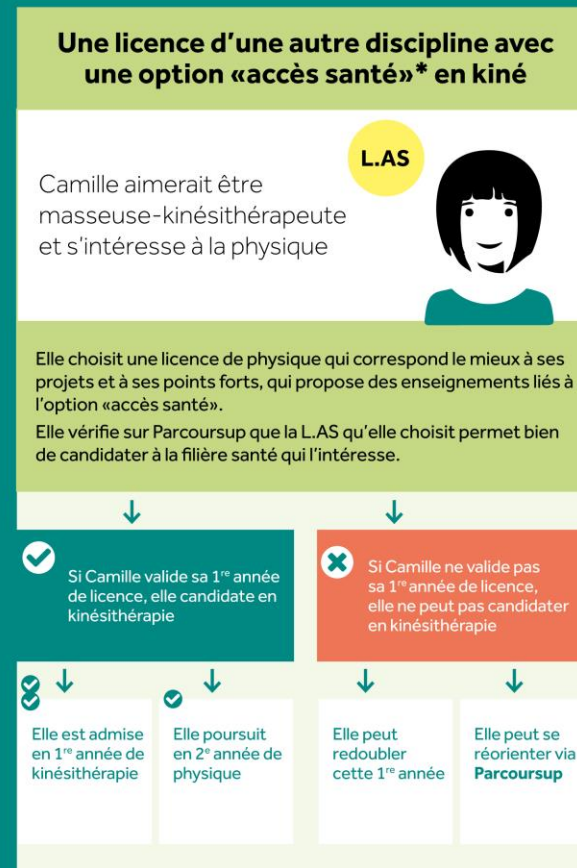 Une licence d'une autre discipline avec
une option «accès santé»* en kiné
L.AS
Camille aimerait être
masseuse-kinésithérapeute
et s'intéresse à la physique
Elle choisit une licence de physique qui correspond le mieux à ses
projets et à ses points forts, qui propose des enseignements liés à
l'option «accès santé».
Elle vérifie sur Parcoursup que la L.AS qu'elle choisit permet bien
de candidater à la filière santé qui l'intéresse.
Si Camille valide sa 1re année
de licence, elle candidate en
kinésithérapie
Si Camille ne valide pas
sa 1re année de licence,
elle ne peut pas candidater
en kinésithérapie
Elle est admise
en 1re année de
kinésithérapie
Elle poursuit
en 2e année de
physique
Elle peut
redoubler
cette 1re année
Elle peut se
réorienter via
Parcoursup